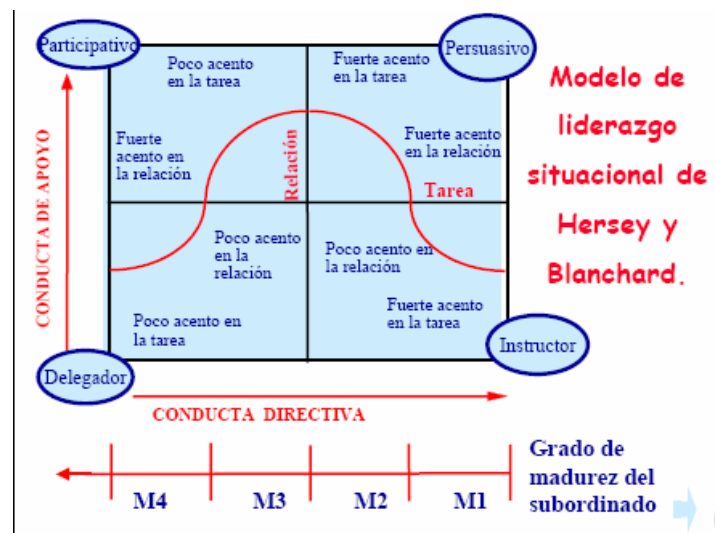 Participativo
Persuasivo
Poco acento
en la tarea
Fuerte acento
en la tarea
Fuerte
acento en
la relación
Fuerte acento
en la relación
Relación
Tarea
Poco acento
en la
relación
Poco acento en
la relación
Poco acento en
la tarea
Fuerte acento
en la tarea
Delegador
Instructor
CONDUCTA DE APOYO
CONDUCTA DIRECTIVA
Modelo de
liderazgo
situacional de
Hersey y
Blanchard.
M4
M3
M2
M1
Grado de
madurez del
subordinado